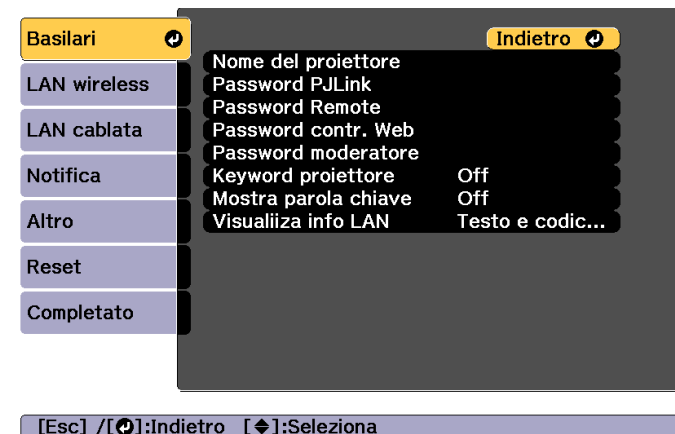 Basilari
LAN wireless
LAN cablata
Notifica
Altro
Reset
Completato
Indietro
Nome del proiettore
Password PJLink
Password Remote
Password contr. Web
Password moderatore
Keyword proiettore Off
Mostra parola chiave Off
Visualiiza info LAN Testo e codic...
[Esc] /[]:Indietro []:Seleziona